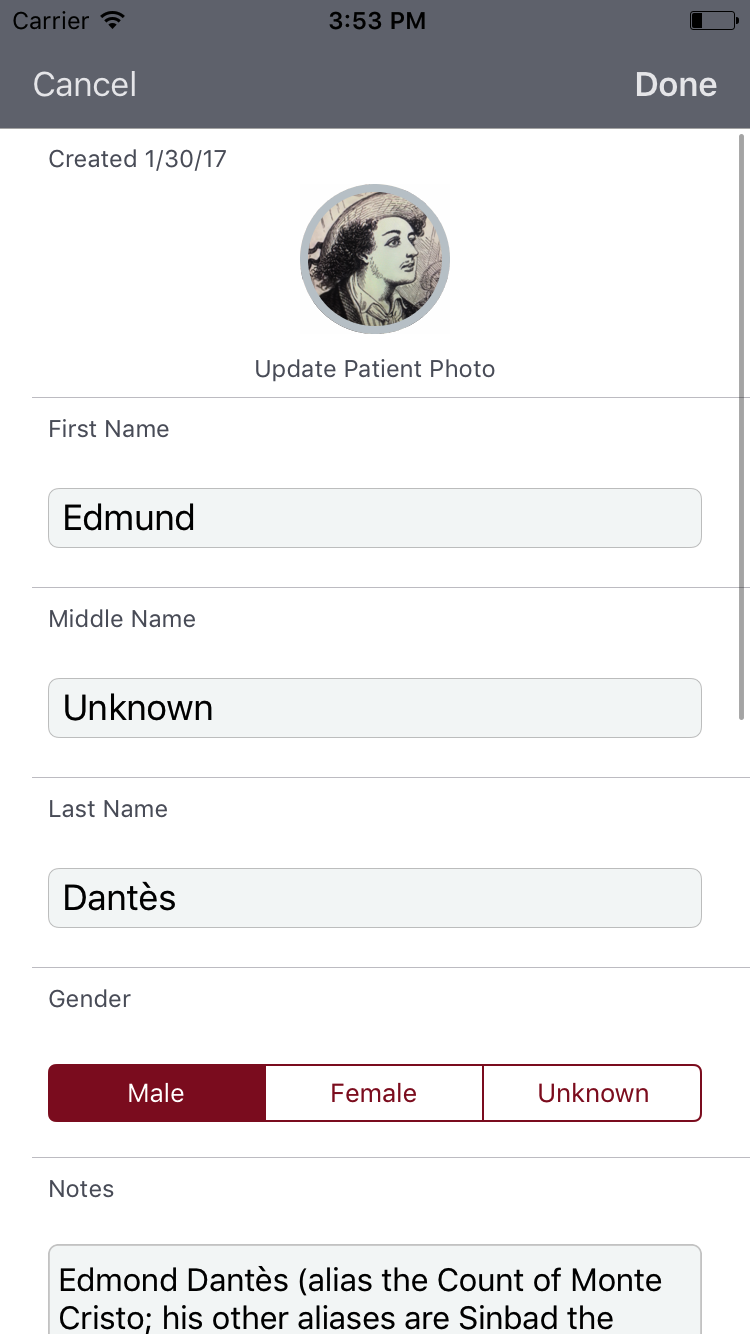 Carrier 3:53 PM
Cancel Done
Created 1/30/17
Update Patient Photo
First Name
Edmund
Middle Name
Unknown
Last Name
Dantès
Gender
Male Female Unknown
Notes
Edmond Dantès (alias the Count of Monte
Cristo; his other aliases are Sinbad the